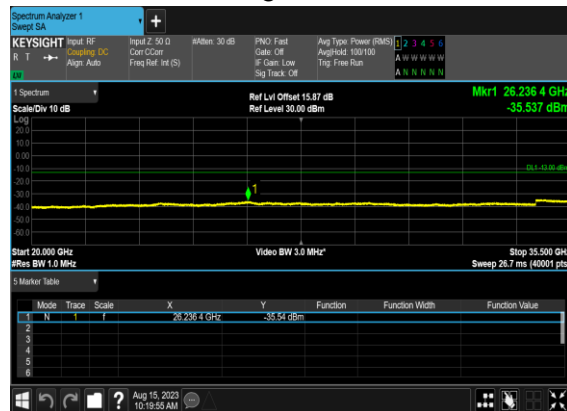 Spectrum Analyzer 1
Swept SA
+
KEYSIGHT Input: RF Input Z: 50 Ω #Atten: 30 dB PNO: Fast Avg Type: Power (RMS) 1 2 3 4 5 6
R T Coupling: DC Corr CCorr Gate: Off Avg|Hold: 100/100 A W W W W W
Align: Auto Freq Ref: Int (S) IF Gain: Low Trig: Free Run
Sig Track: Off A N N N N N
1 Spectrum Ref Lvl Offset 15.87 dB Mkr1 26.236 4 GHz
Scale/Div 10 dB Ref Level 30.00 dBm -35.537 dBm
Log
20.0
10.0
0.00
-10.0 DL1 -13.00 dBm
-20.0
-30.0 1
-40.0
-50.0
-60.0
Start 20.000 GHz Video BW 3.0 MHz* Stop 35.500 GHz
#Res BW 1.0 MHz Sweep 26.7 ms (40001 pts)
5 Marker Table
Mode Trace Scale X Y Function Function Width Function Value
1 N 1 f 26.236 4 GHz -35.54 dBm
2
3
4
5
6
? Aug 15, 2023
10:19:55 AM